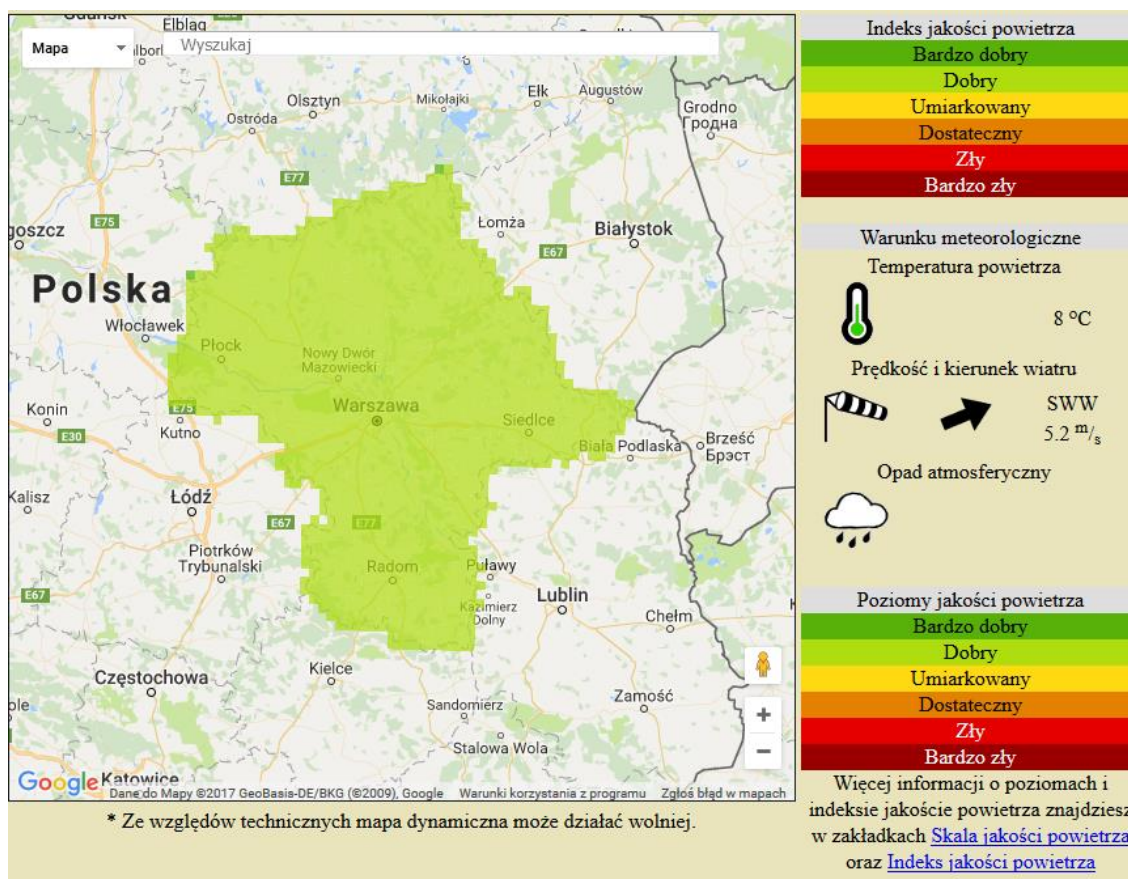 Gdańsk
Elbląg
Mapa
Wyszukaj
Olsztyn
Mikołajki
Ełk
Augustów
Ostróda
Grodno
Гродна
E77
E75
Łomża
Białystok
E67
Polska
Włocławek
Płock
Nowy Dwór
Mazowiecki
Konin
E75
Warszawa
Siedlce
Kutno
E30
Biała Podlaska
Brześć
Брэст
Kalisz
Łódź
E67
E77
Piotrków
Trybunalski
Radom
Puławy
E67
Kazimierz
Dolny
Lublin
Chełm
Kielce
Częstochowa
Sandomierz
Zamość
Stalowa Wola
+
−
Google
Katowice
Dane do Mapy ©2017 GeoBasis-DE/BKG (©2009), Google
Warunki korzystania z programu
Zgłoś błąd w mapach
* Ze względów technicznych mapa dynamiczna może działać wolniej.
Indeks jakości powietrza
Bardzo dobry
Dobry
Umiarkowany
Dostateczny
Zły
Bardzo zły
Warunku meteorologiczne
Temperatura powietrza
8 °C
Prędkość i kierunek wiatru
SWW
5.2 m/s
Opad atmosferyczny
Poziomy jakości powietrza
Bardzo dobry
Dobry
Umiarkowany
Dostateczny
Zły
Bardzo zły
Więcej informacji o poziomach i
indeksie jakoście powietrza znajdziesz
w zakładkach Skala jakości powietrza
oraz Indeks jakości powietrza